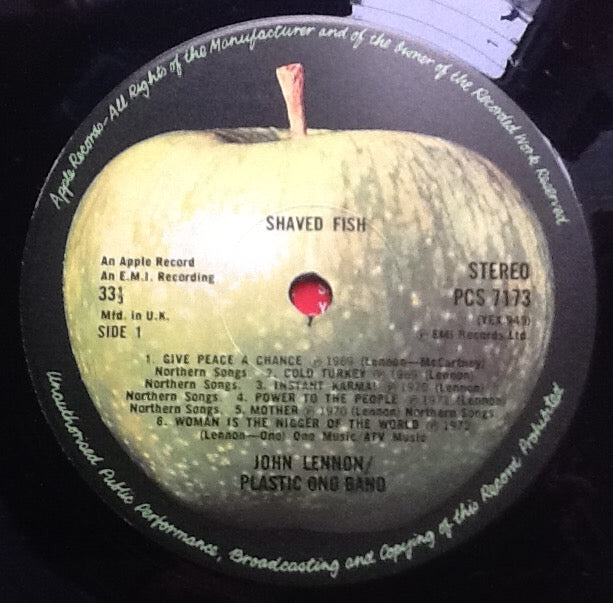 Apple Records-All Rights of the Manufacturer and of the Owner of the Recorded Work Reserved
SHAVED FISH
An Apple Record
An E.M.I. Recording
33⅓
Mfd. in U.K.
SIDE 1
STEREO
PCS 7173
(YEX 949)
℗ EMI Records Ltd.
1. GIVE PEACE A CHANCE ℗ 1969 (Lennon—McCartney)
Northern Songs. 2. COLD TURKEY ℗ 1969 (Lennon)
Northern Songs. 3. INSTANT KARMA! ℗ 1970 (Lennon)
Northern Songs. 4. POWER TO THE PEOPLE ℗ 1971 (Lennon)
Northern Songs. 5. MOTHER ℗ 1970 (Lennon) Northern Songs
6. WOMAN IS THE NIGGER OF THE WORLD ℗ 1972
(Lennon—Ono) Ono Music/ATV Music
JOHN LENNON/
PLASTIC ONO BAND
Unauthorised Public Performance, Broadcasting and Copying of this Record Prohibited